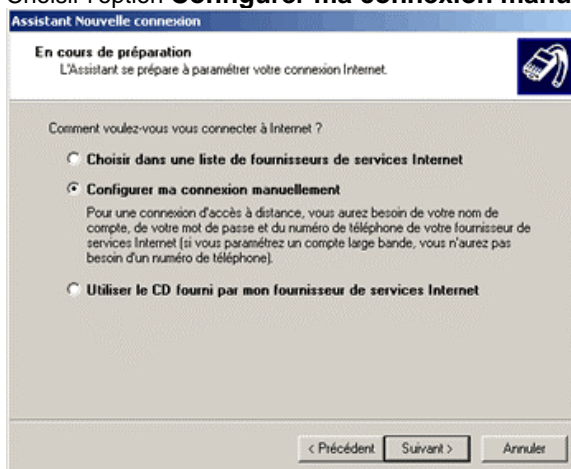 Choisir l'option Configurer ma connexion manu
Assistant Nouvelle connexion
En cours de préparation
L'Assistant se prépare à paramétrer votre connexion Internet.
Comment voulez-vous vous connecter à Internet ?
Choisir dans une liste de fournisseurs de services Internet
Configurer ma connexion manuellement
Pour une connexion d'accès à distance, vous aurez besoin de votre nom de
compte, de votre mot de passe et du numéro de téléphone de votre fournisseur de
services Internet (si vous paramétrez un compte large bande, vous n'aurez pas
besoin d'un numéro de téléphone).
Utiliser le CD fourni par mon fournisseur de services Internet
< Précédent
Suivant >
Annuler